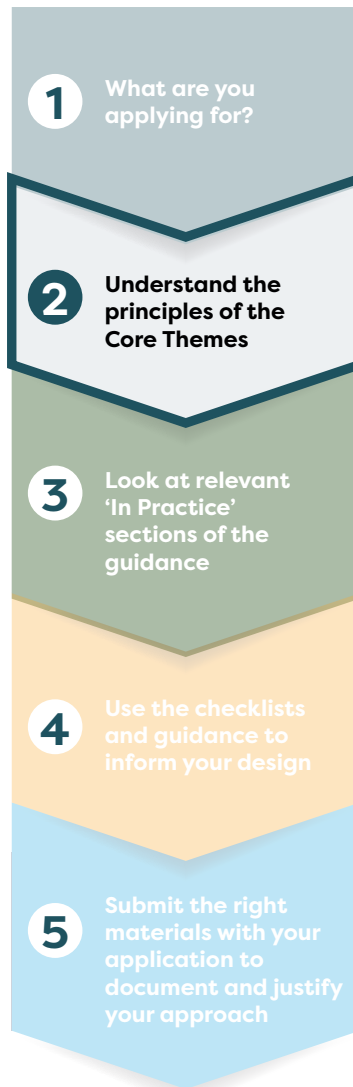 1
What are you
applying for?
2
Understand the
principles of the
Core Themes
3
Look at relevant
‘In Practice’
sections of the
guidance
4
Use the checklists
and guidance to
inform your design
5
Submit the right
materials with your
application to
document and justify
your approach